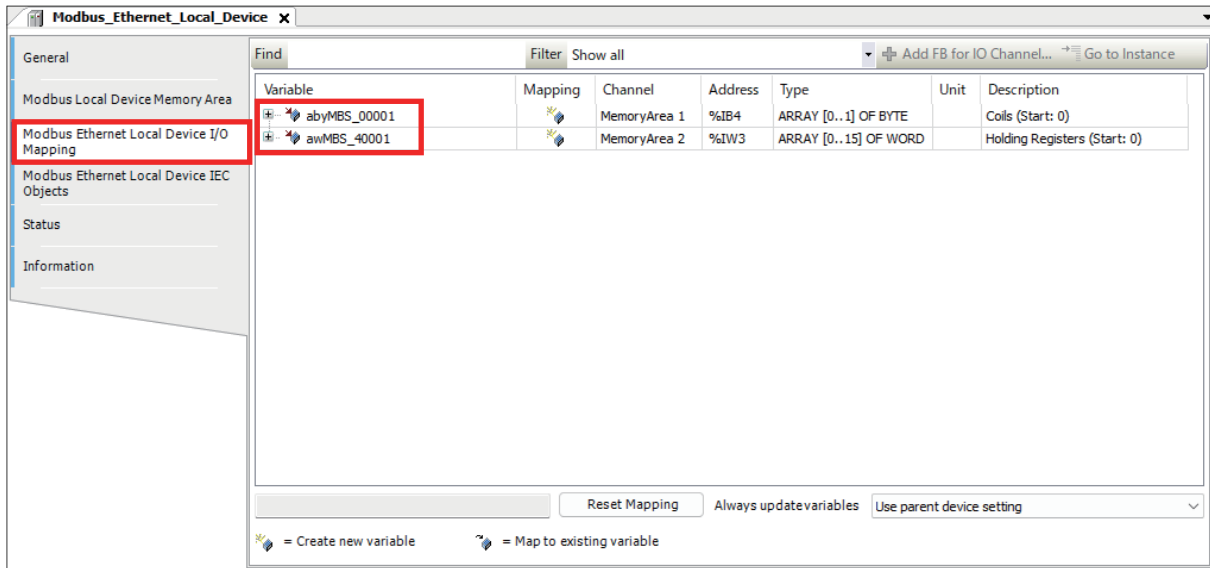 Modbus_Ethernet_Local_Device X
General
Modbus Local Device Memory Area
Modbus Ethernet Local Device I/O
Mapping
Modbus Ethernet Local Device IEC
Objects
Status
Information
Find Filter Show all Add FB for IO Channel... Go to Instance
Variable Mapping Channel Address Type Unit Description
abyMBS_00001 MemoryArea 1 %IB4 ARRAY [0..1] OF BYTE Coils (Start: 0)
awMBS_40001 MemoryArea 2 %IW3 ARRAY [0..15] OF WORD Holding Registers (Start: 0)
Reset Mapping Always update variables Use parent device setting
= Create new variable = Map to existing variable